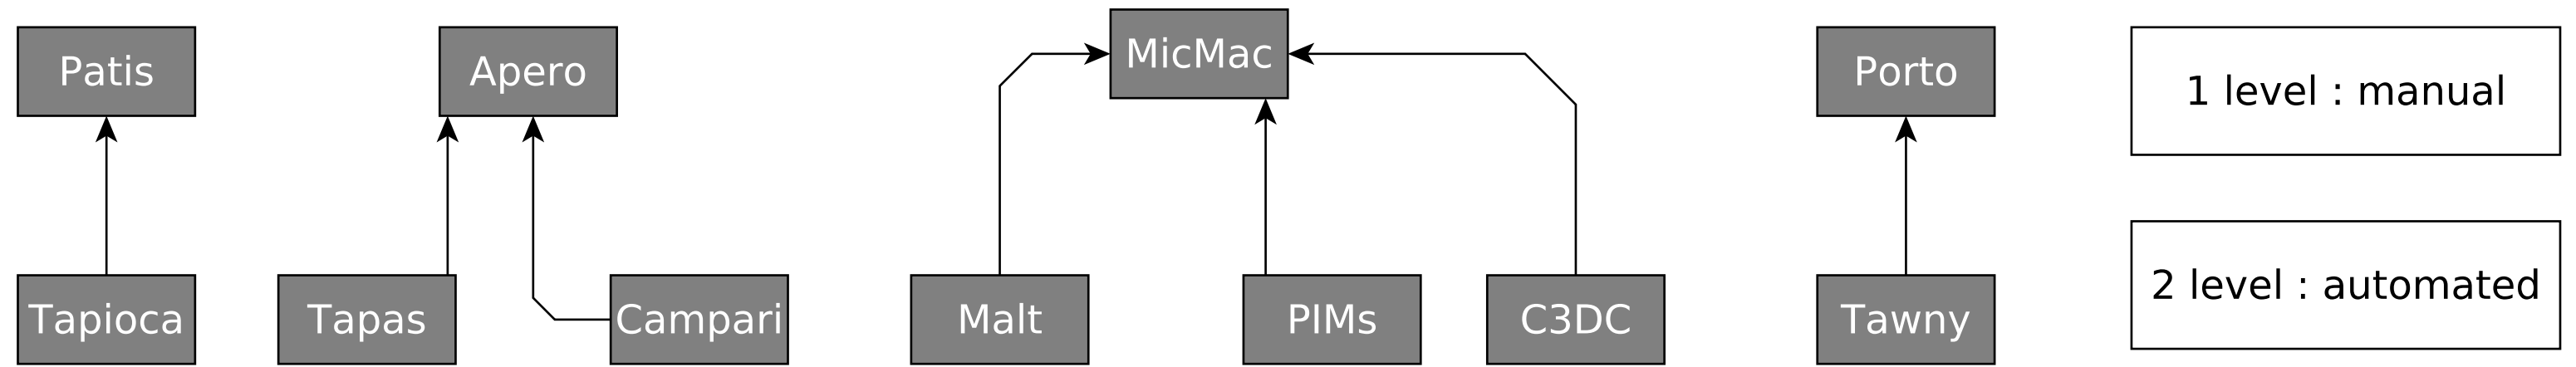 Patis
Apero
MicMac
Porto
1 level : manual
Tapioca
Tapas
Campari
Malt
PIMs
C3DC
Tawny
2 level : automated